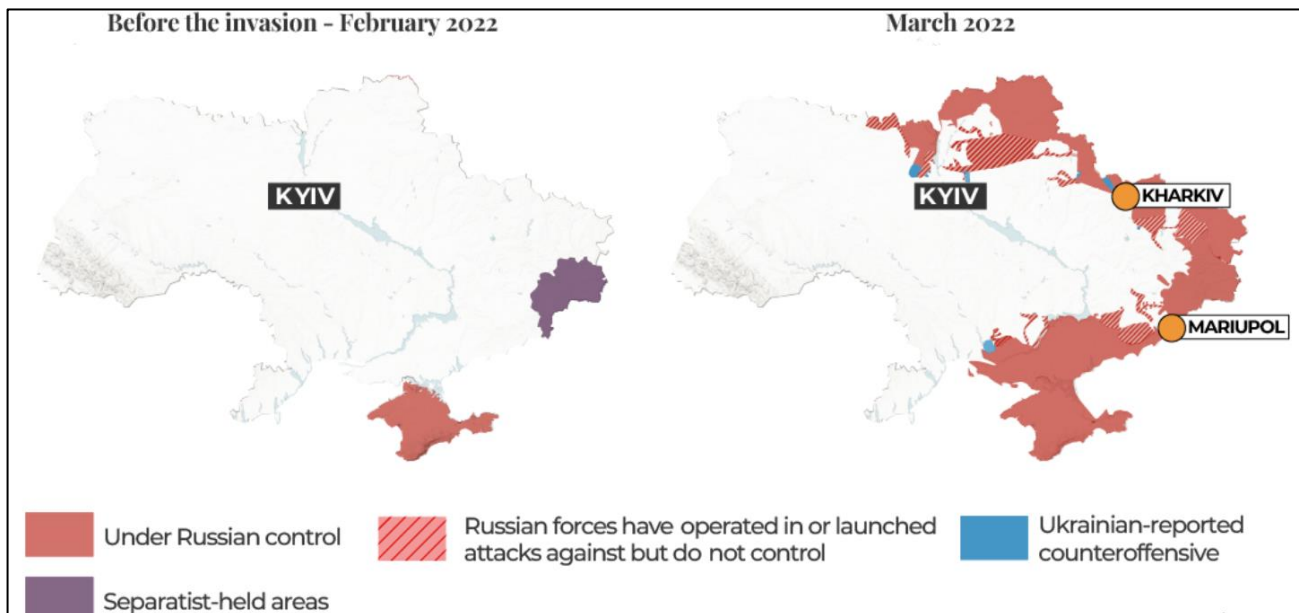 Before the invasion - February 2022
March 2022
KYIV
KYIV
KHARKIV
MARIUPOL
Under Russian control
Russian forces have operated in or launched
attacks against but do not control
Ukrainian-reported
counteroffensive
Separatist-held areas